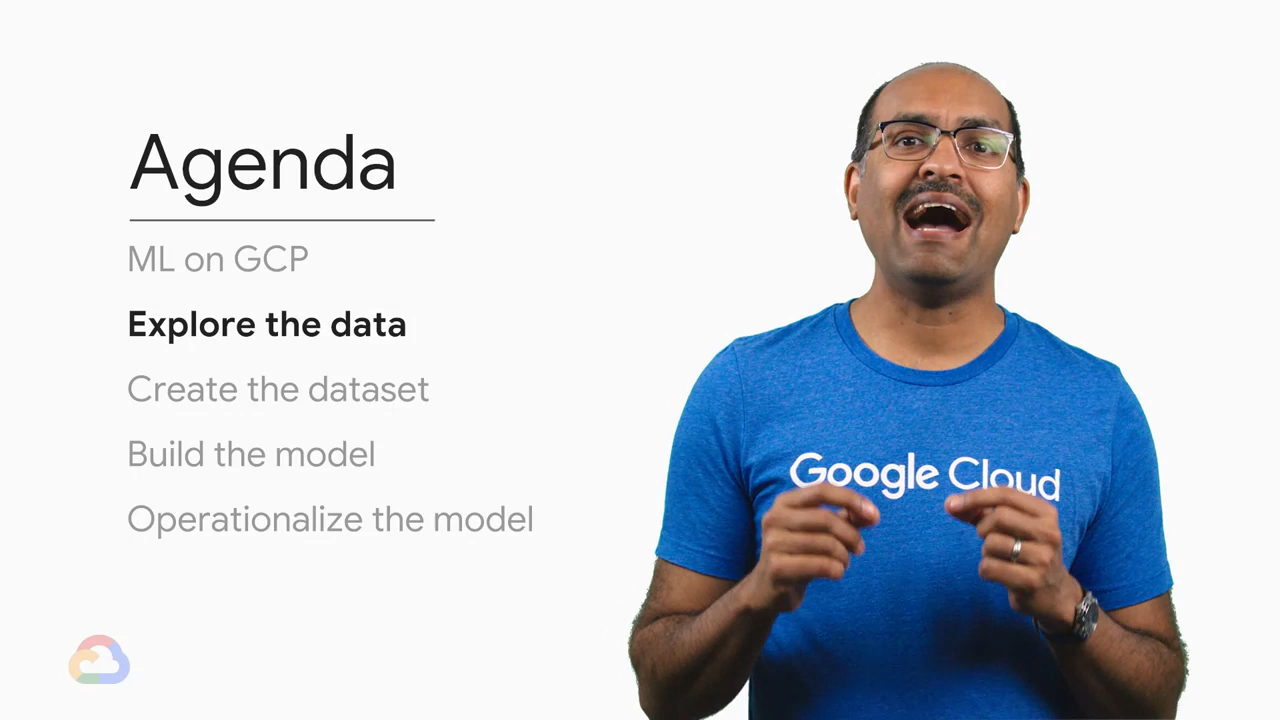 Agenda
ML on GCP
Explore the data
Create the dataset
Build the model
Operationalize the model
Google Cloud